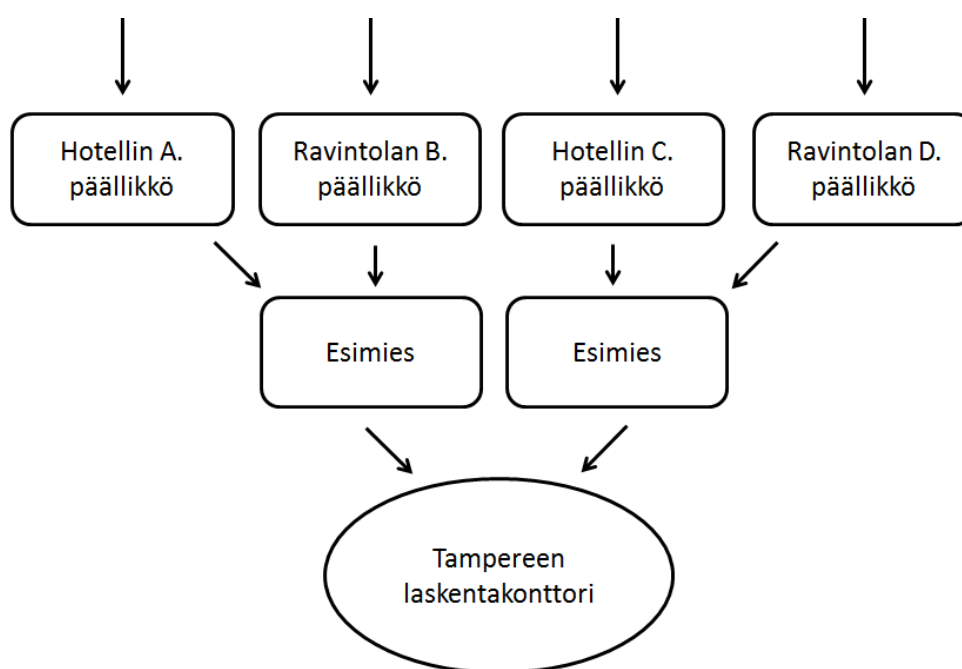 Hotellin A.
päällikkö
Ravintolan B.
päällikkö
Hotellin C.
päällikkö
Ravintolan D.
päällikkö
Esimies
Esimies
Tampereen
laskentakonttori